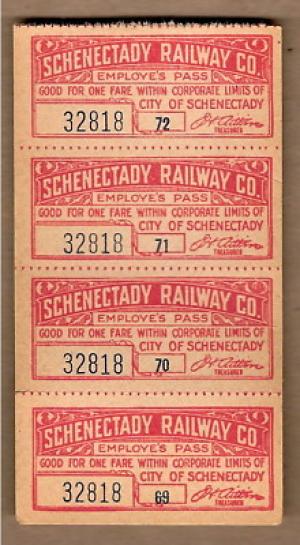 SCHENECTADY RAILWAY CO.
EMPLOYE'S PASS
GOOD FOR ONE FARE WITHIN CORPORATE LIMITS OF
CITY OF SCHENECTADY
32818 72
TREASURER
SCHENECTADY RAILWAY CO.
EMPLOYE'S PASS
GOOD FOR ONE FARE WITHIN CORPORATE LIMITS OF
CITY OF SCHENECTADY
32818 71
TREASURER
SCHENECTADY RAILWAY CO.
EMPLOYE'S PASS
GOOD FOR ONE FARE WITHIN CORPORATE LIMITS OF
CITY OF SCHENECTADY
32818 70
TREASURER
SCHENECTADY RAILWAY CO
EMPLOYE'S PASS
GOOD FOR ONE FARE WITHIN CORPORATE LIMITS OF
CITY OF SCHENECTADY
32818 69
TREASURER